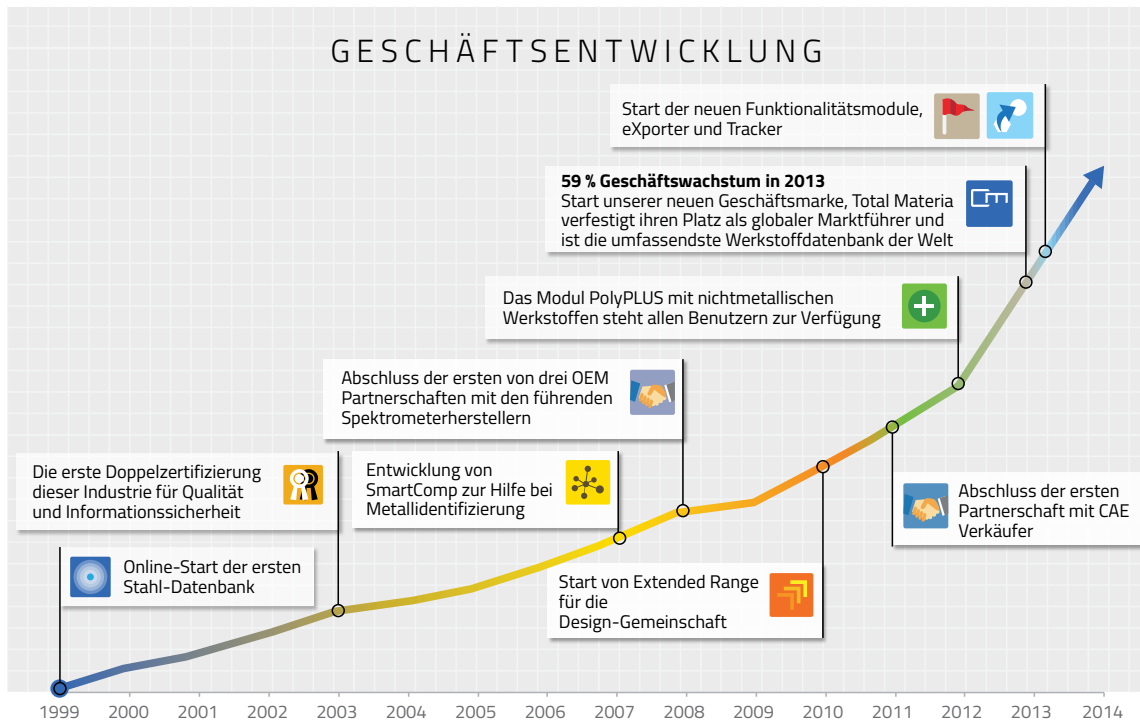 GESCHÄFTSENTWICKLUNG
Start der neuen Funktionalitätsmodule,
eXporter und Tracker
59 % Geschäftswachstum in 2013
Start unserer neuen Geschäftsmarke, Total Materia
verfestigt ihren Platz als globaler Marktführer und
ist die umfassendste Werkstoffdatenbank der Welt
Das Modul PolyPLUS mit nichtmetallischen
Werkstoffen steht allen Benutzern zur Verfügung
Abschluss der ersten von drei OEM
Partnerschaften mit den führenden
Spektrometerherstellern
Die erste Doppelzertifizierung
dieser Industrie für Qualität
und Informationssicherheit
Entwicklung von
SmartComp zur Hilfe bei
Metallidentifizierung
Abschluss der ersten
Partnerschaft mit CAE
Verkäufer
Online-Start der ersten
Stahl-Datenbank
Start von Extended Range
für die
Design-Gemeinschaft
1999 2000 2001 2002 2003 2004 2005 2006 2007 2008 2009 2010 2011 2012 2013 2014